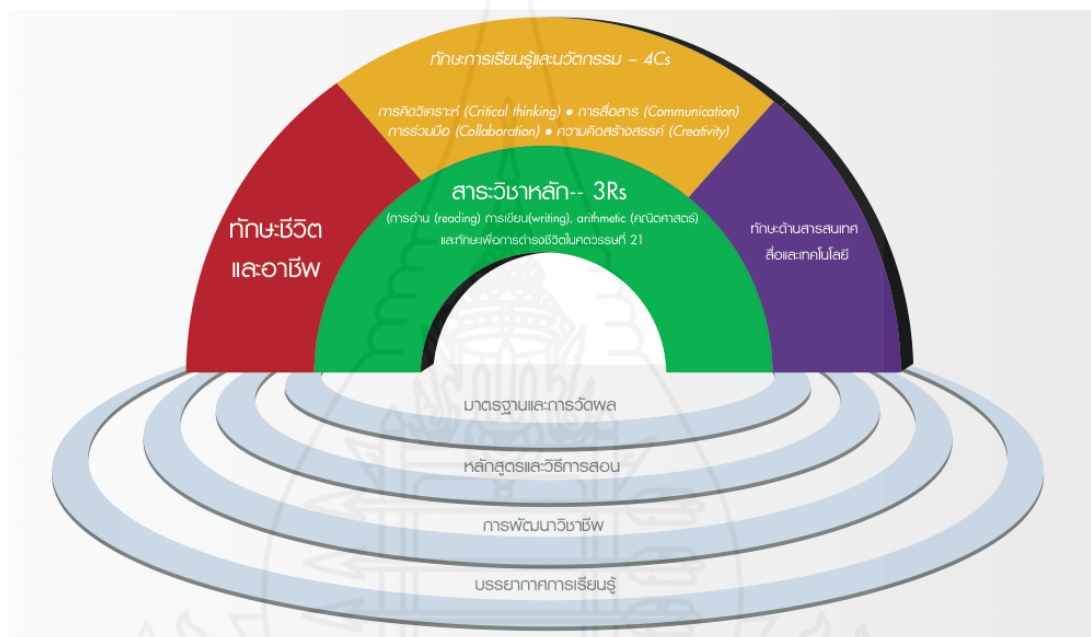 ทักษะการเรียนรู้และนวัตกรรม – 4Cs
การคิดวิเคราะห์ (Critical thinking) ● การสื่อสาร (Communication)
การร่วมมือ (Collaboration) ● ความคิดสร้างสรรค์ (Creativity)
สาระวิชาหลัก-- 3Rs
(การอ่าน (reading) การเขียน(writing), arithmetic (คณิตศาสตร์)
และทักษะเพื่อการดำรงชีวิตในศตวรรษที่ 21
ทักษะชีวิต
และอาชีพ
ทักษะด้านสารสนเทศ
สื่อและเทคโนโลยี
มาตรฐานและการวัดผล
หลักสูตรและวิธีการสอน
การพัฒนาวิชาชีพ
บรรยากาศการเรียนรู้